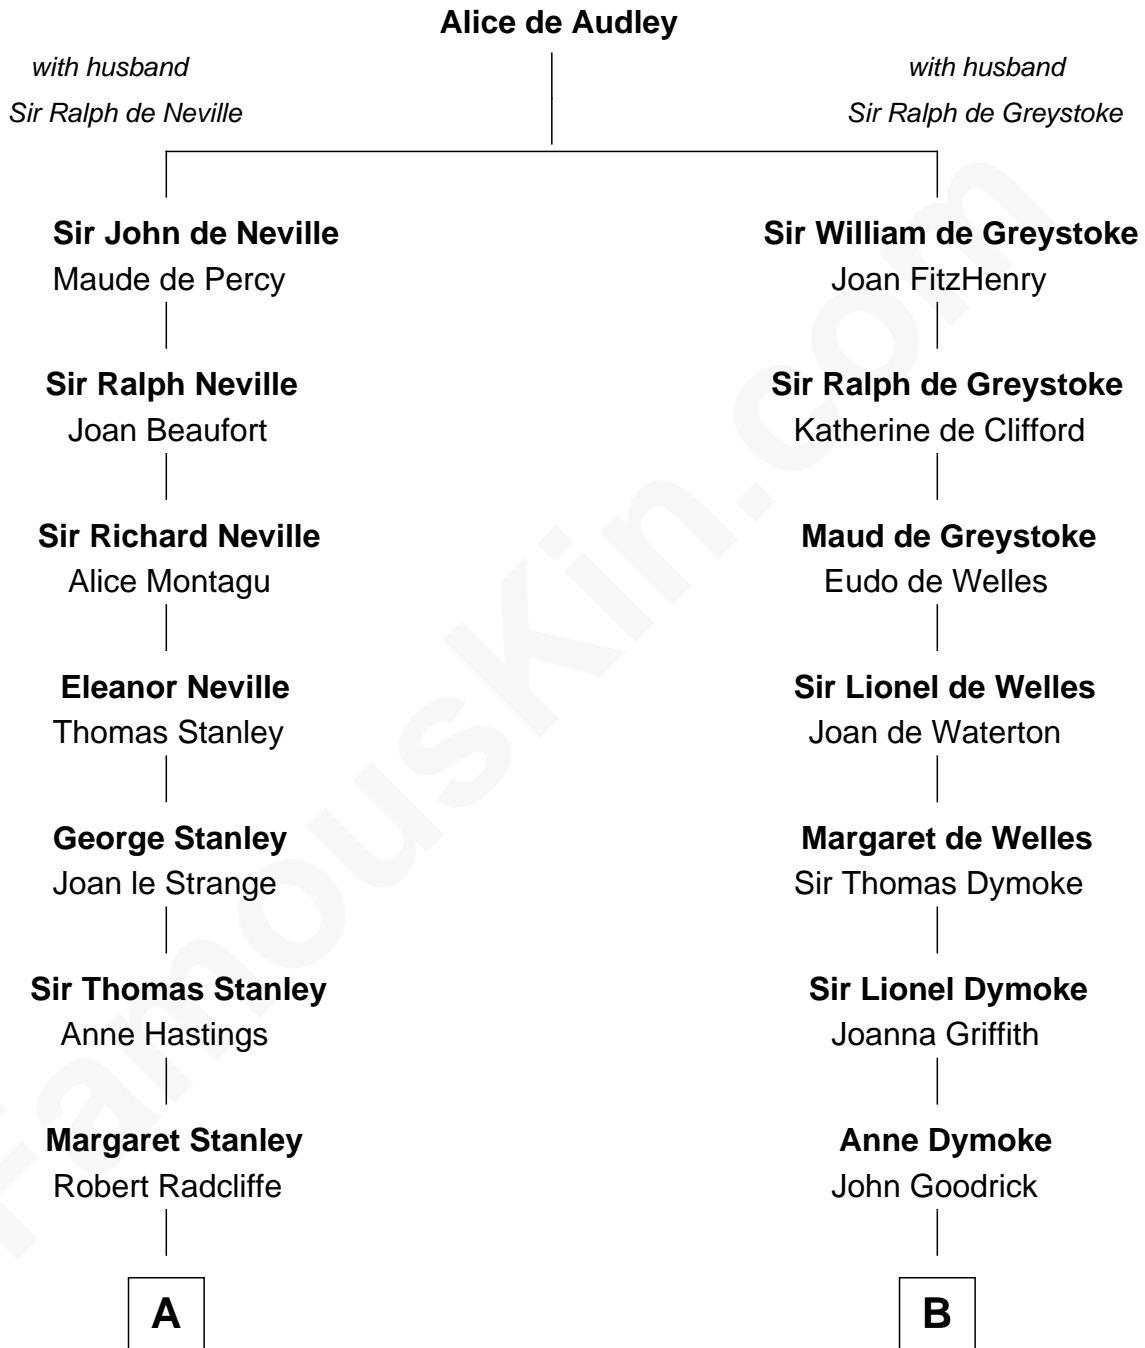 Alice de Audley
with husband
Sir Ralph de Neville
with husband
Sir Ralph de Greystoke
Sir John de Neville
Maude de Percy
Sir William de Greystoke
Joan FitzHenry
Sir Ralph Neville
Joan Beaufort
Sir Ralph de Greystoke
Katherine de Clifford
Sir Richard Neville
Alice Montagu
Maud de Greystoke
Eudo de Welles
Eleanor Neville
Thomas Stanley
Sir Lionel de Welles
Joan de Waterton
George Stanley
Joan le Strange
Margaret de Welles
Sir Thomas Dymoke
Sir Thomas Stanley
Anne Hastings
Sir Lionel Dymoke
Joanna Griffith
Margaret Stanley
Robert Radcliffe
Anne Dymoke
John Goodrick
A
B
FamousKin.com